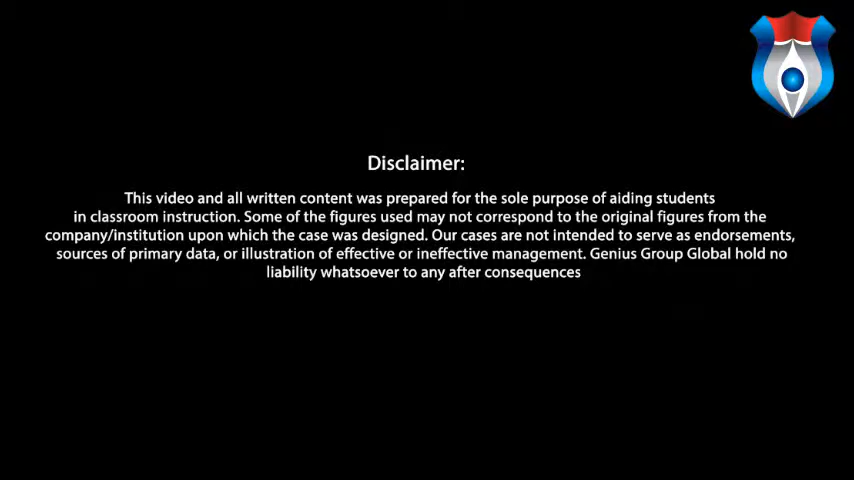 Disclaimer:
This video and all written content was prepared for the sole purpose of aiding students
in classroom instruction. Some of the figures used may not correspond to the original figures from the
company/institution upon which the case was designed. Our cases are not intended to serve as endorsements,
sources of primary data, or illustration of effective or ineffective management. Genius Group Global hold no
liability whatsoever to any after consequences